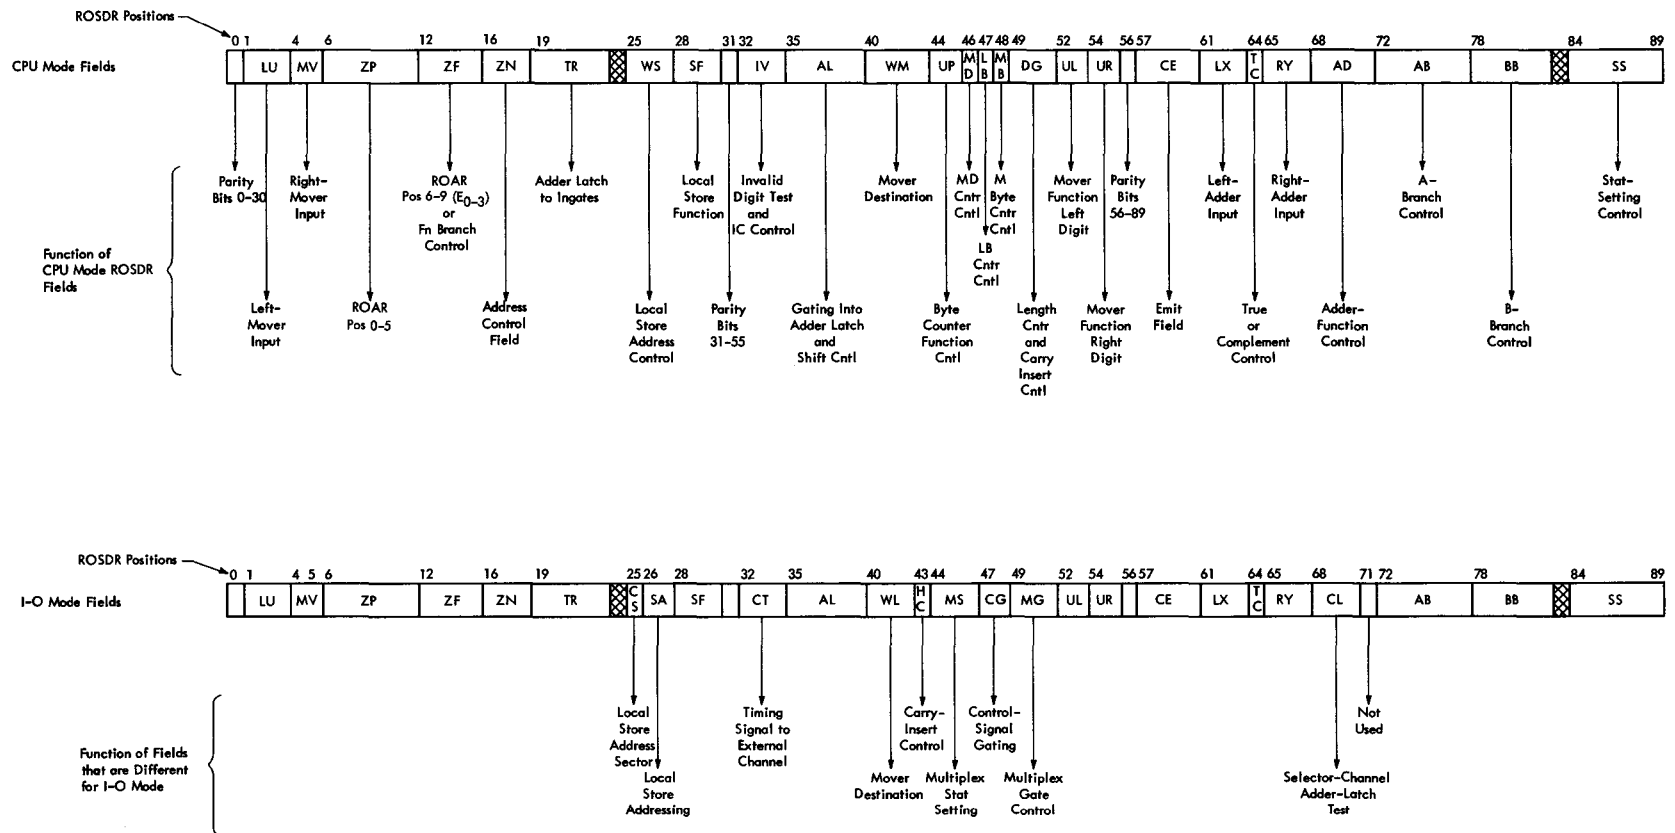 ROSDR Positions
0 1 4 6 12 16 19 25 28 31 32 35 40 44 46 47 48 49 52 54 56 57 61 64 65 68 72 78 84 89
CPU Mode Fields LU MV ZP ZF ZN TR WS SF IV AL WM UP MD LB MB DG UL UR CE LX TC RY AD AB BB SS
Parity
Bits 0-30
Right-
Mover
Input
ROAR
Pos 6-9 (E0-3)
or
Fn Branch
Control
Adder Latch
to Ingates
Local
Store
Function
Invalid
Digit Test
and
IC Control
Mover
Destination
MD
Cntr
Cntl
M
Byte
Cntr
Cntl
LB
Cntr
Cntl
Mover
Function
Left
Digit
Parity
Bits
56-89
Left-
Adder
Input
Right-
Adder
Input
A-
Branch
Control
Stat-
Setting
Control
Function of
CPU Mode ROSDR
Fields
Left-
Mover
Input
ROAR
Pos 0-5
Address
Control
Field
Local
Store
Address
Control
Parity
Bits
31-55
Gating Into
Adder Latch
and
Shift Cntl
Byte
Counter
Function
Cntl
Length
Cntr
and
Carry
Insert
Cntl
Mover
Function
Right
Digit
Emit
Field
True
or
Complement
Control
Adder-
Function
Control
B-
Branch
Control
ROSDR Positions
0 1 4 5 6 12 16 19 25 26 28 32 35 40 43 44 47 49 52 54 56 57 61 64 65 68 71 72 78 84 89
I-O Mode Fields LU MV ZP ZF ZN TR CS SA SF CT AL WL HC MS CG MG UL UR CE LX TC RY CL AB BB SS
Local
Store
Address
Sector
Timing
Signal to
External
Channel
Carry-
Insert
Control
Control-
Signal
Gating
Not
Used
Function of Fields
that are Different
for I-O Mode
Local
Store
Addressing
Mover
Destination
Multiplex
Stat
Setting
Multiplex
Gate
Control
Selector-Channel
Adder-Latch
Test